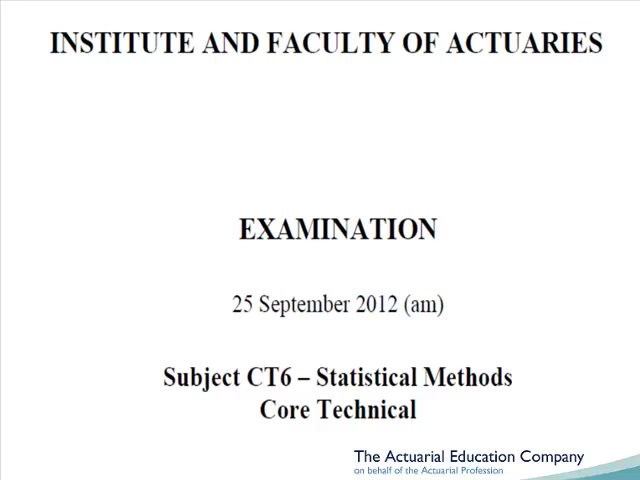 INSTITUTE AND FACULTY OF ACTUARIES
EXAMINATION
25 September 2012 (am)
Subject CT6 – Statistical Methods
Core Technical
The Actuarial Education Company
on behalf of the Actuarial Profession